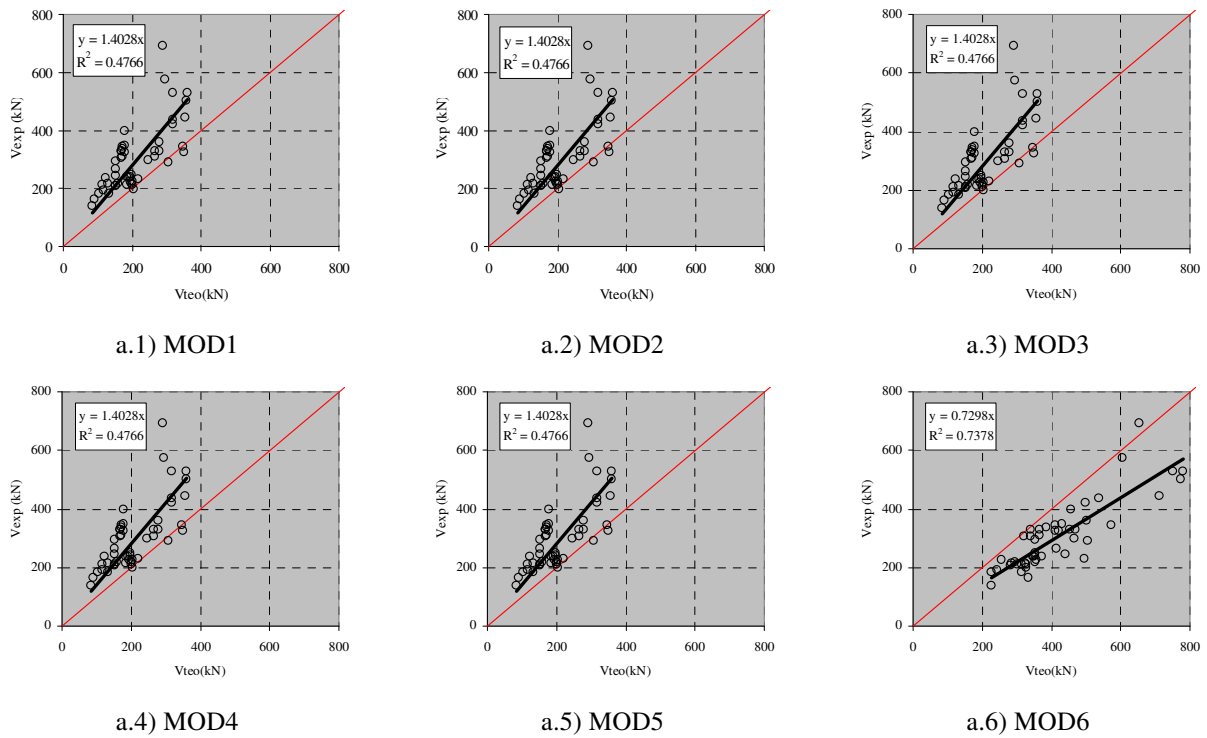 800
600
400
200
0
y = 1.4028x
R² = 0.4766
Vexp (kN)
0 200 400 600 800
Vteo(kN)
a.1) MOD1
800
600
400
200
0
y = 1.4028x
R² = 0.4766
Vexp (kN)
0 200 400 600 800
Vteo(kN)
a.2) MOD2
800
600
400
200
0
y = 1.4028x
R² = 0.4766
Vexp (kN)
0 200 400 600 800
Vteo(kN)
a.3) MOD3
800
600
400
200
0
y = 1.4028x
R² = 0.4766
Vexp (kN)
0 200 400 600 800
Vteo(kN)
a.4) MOD4
800
600
400
200
0
y = 1.4028x
R² = 0.4766
Vexp (kN)
0 200 400 600 800
Vteo(kN)
a.5) MOD5
800
600
400
200
0
y = 0.7298x
R² = 0.7378
Vexp (kN)
0 200 400 600 800
Vteo(kN)
a.6) MOD6